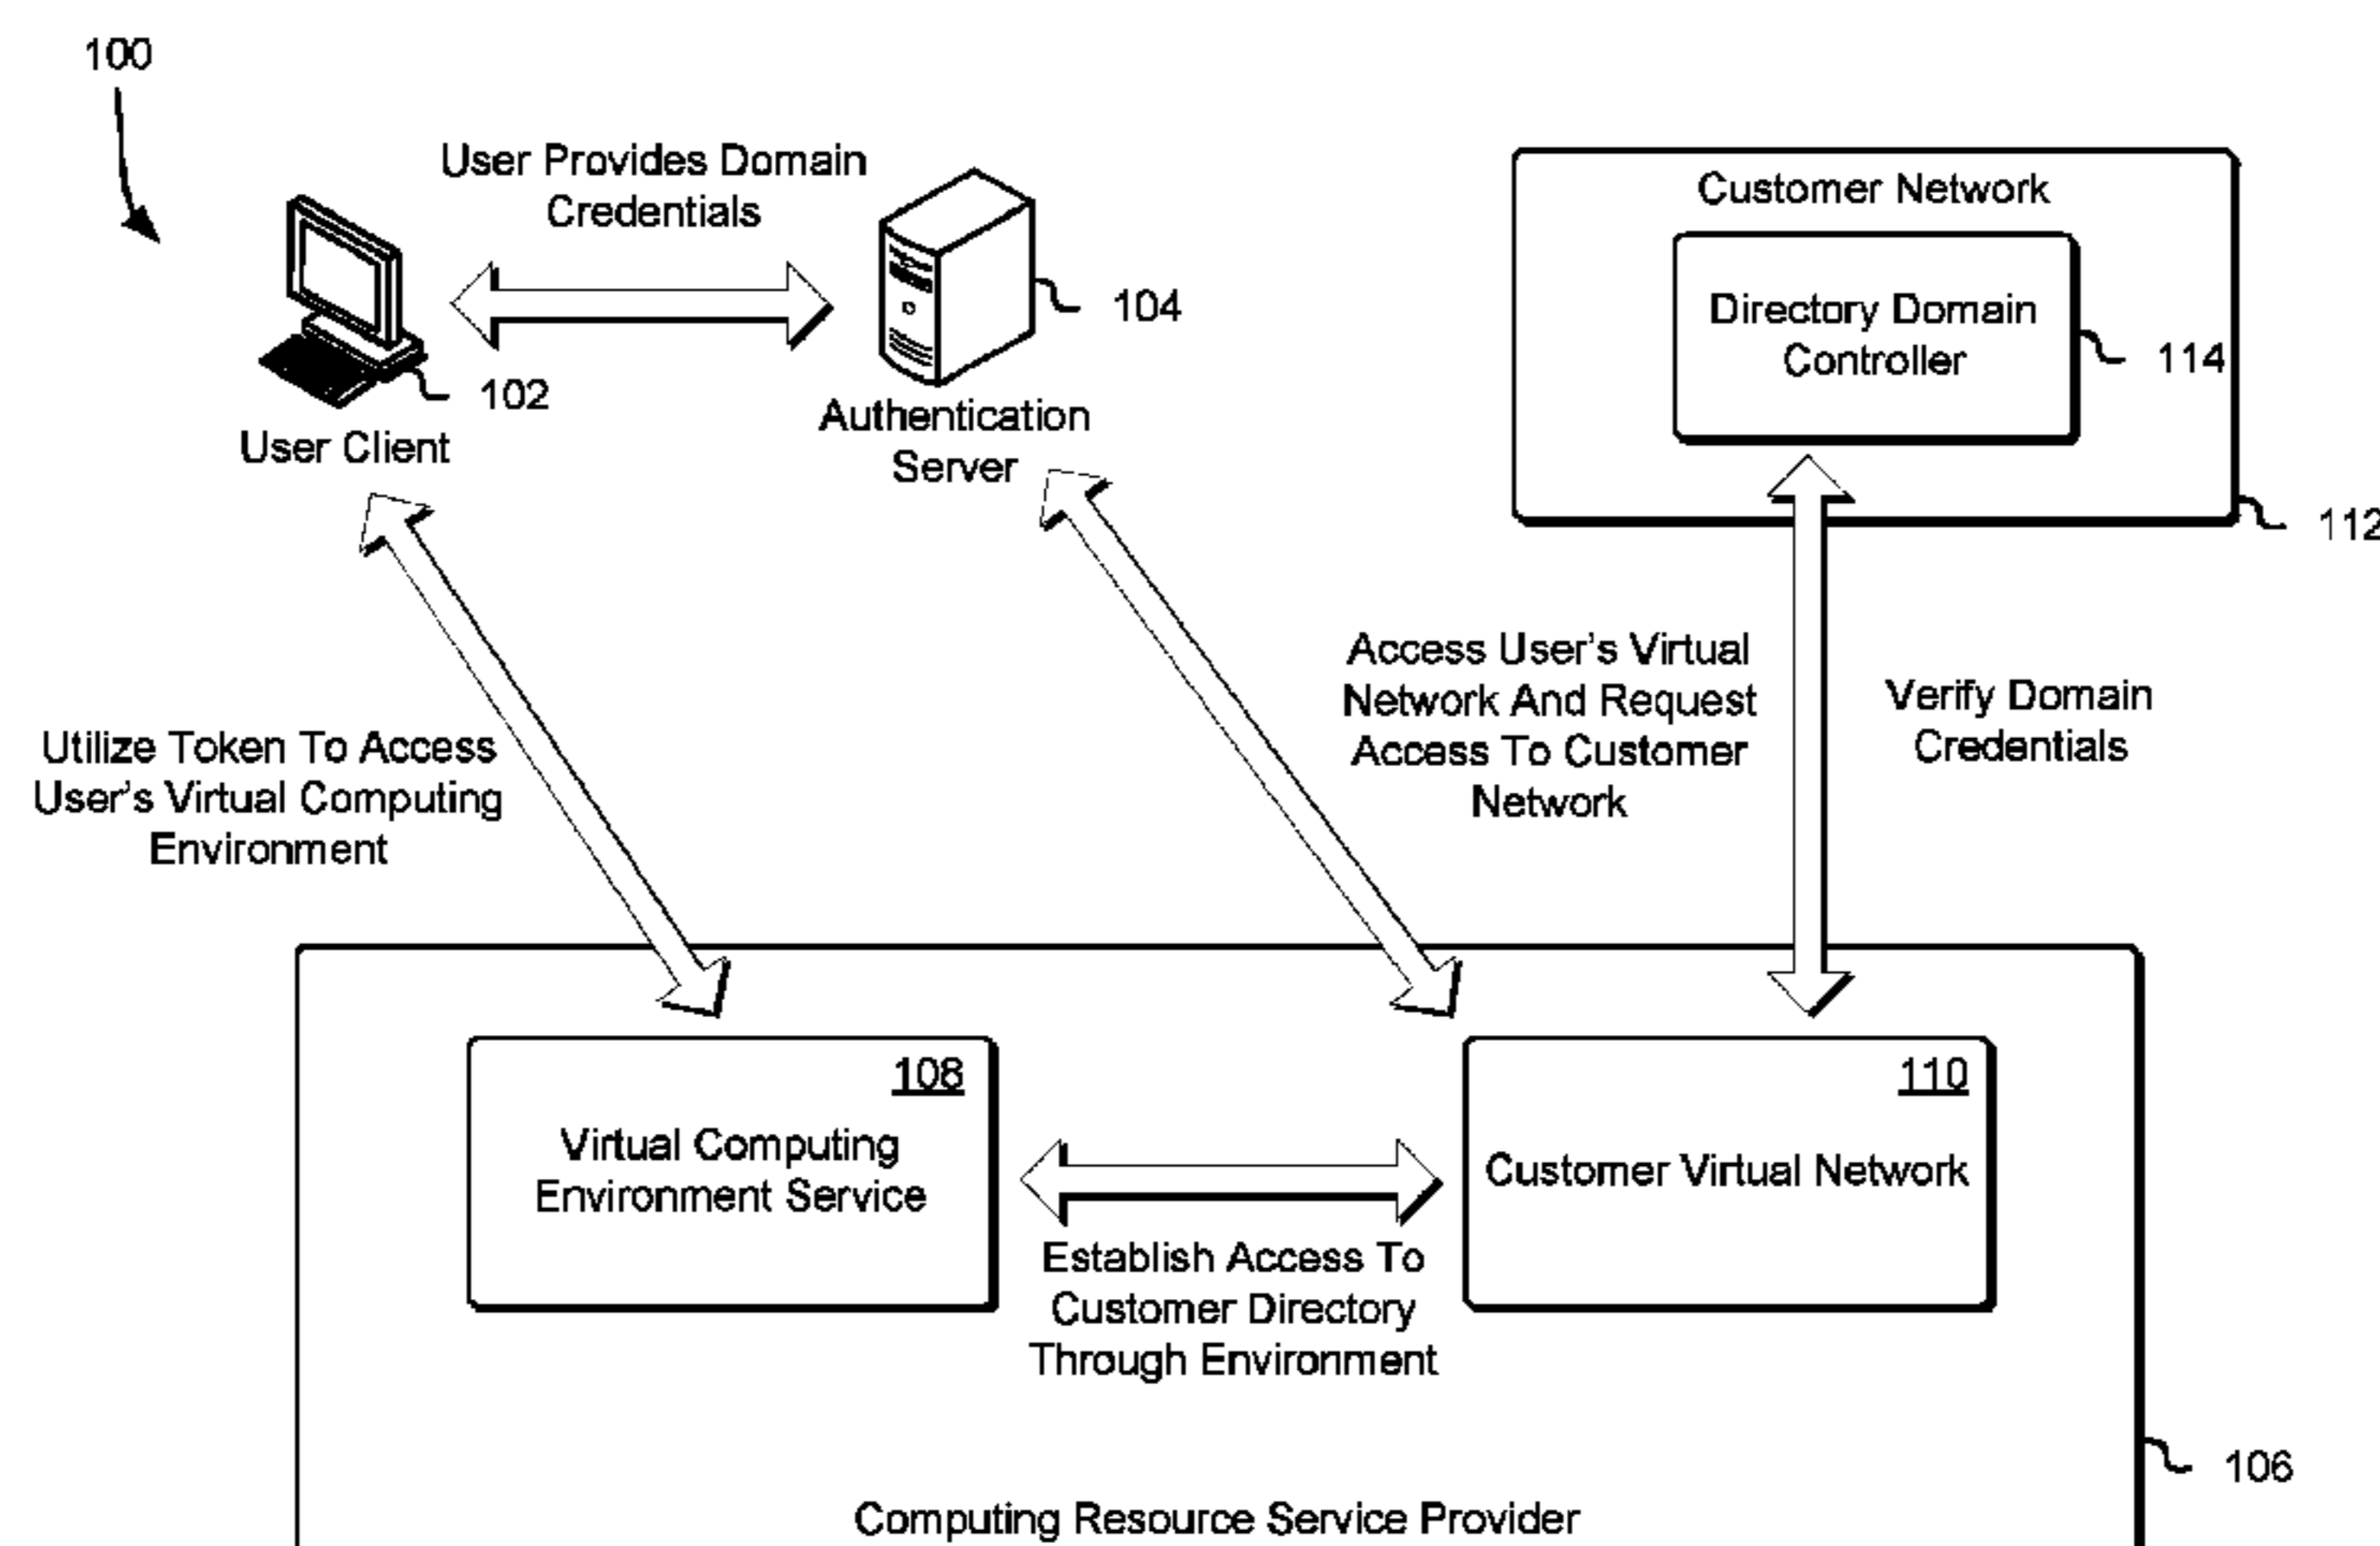 100
User Provides Domain
Credentials
102
User Client
104
Authentication
Server
Customer Network
Directory Domain
Controller
114
112
Utilize Token To Access
User's Virtual Computing
Environment
Access User's Virtual
Network And Request
Access To Customer
Network
Verify Domain
Credentials
108
Virtual Computing
Environment Service
110
Customer Virtual Network
Establish Access To
Customer Directory
Through Environment
106
Computing Resource Service Provider